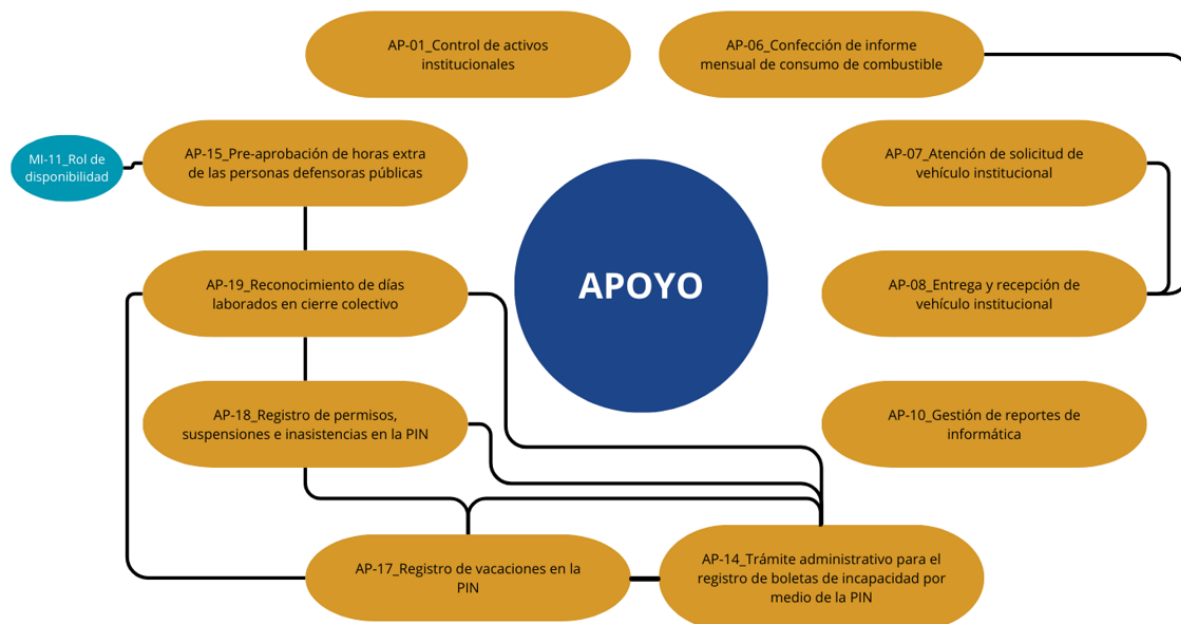 AP-01_Control de activos
institucionales
AP-06_Confección de informe
mensual de consumo de combustible
MI-11_Rol de
disponibilidad
AP-15_Pre-aprobación de horas extra
de las personas defensoras públicas
AP-07_Atención de solicitud de
vehículo institucional
AP-19_Reconocimiento de días
laborados en cierre colectivo
APOYO
AP-08_Entrega y recepción de
vehículo institucional
AP-18_Registro de permisos,
suspensiones e inasistencias en la PIN
AP-10_Gestión de reportes de
informática
AP-17_Registro de vacaciones en la
PIN
AP-14_Trámite administrativo para el
registro de boletas de incapacidad por
medio de la PIN